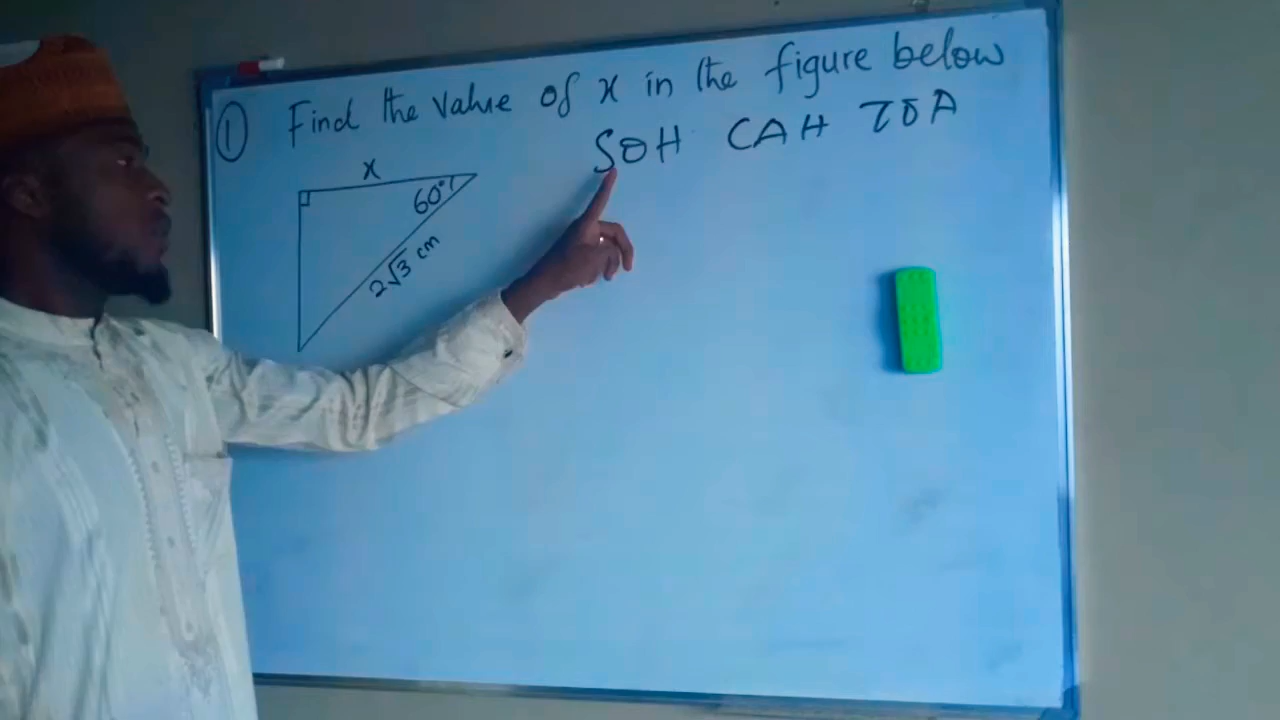 ① Find the value of x in the figure below
SOH CAH TOA
x
60°
2√3 cm